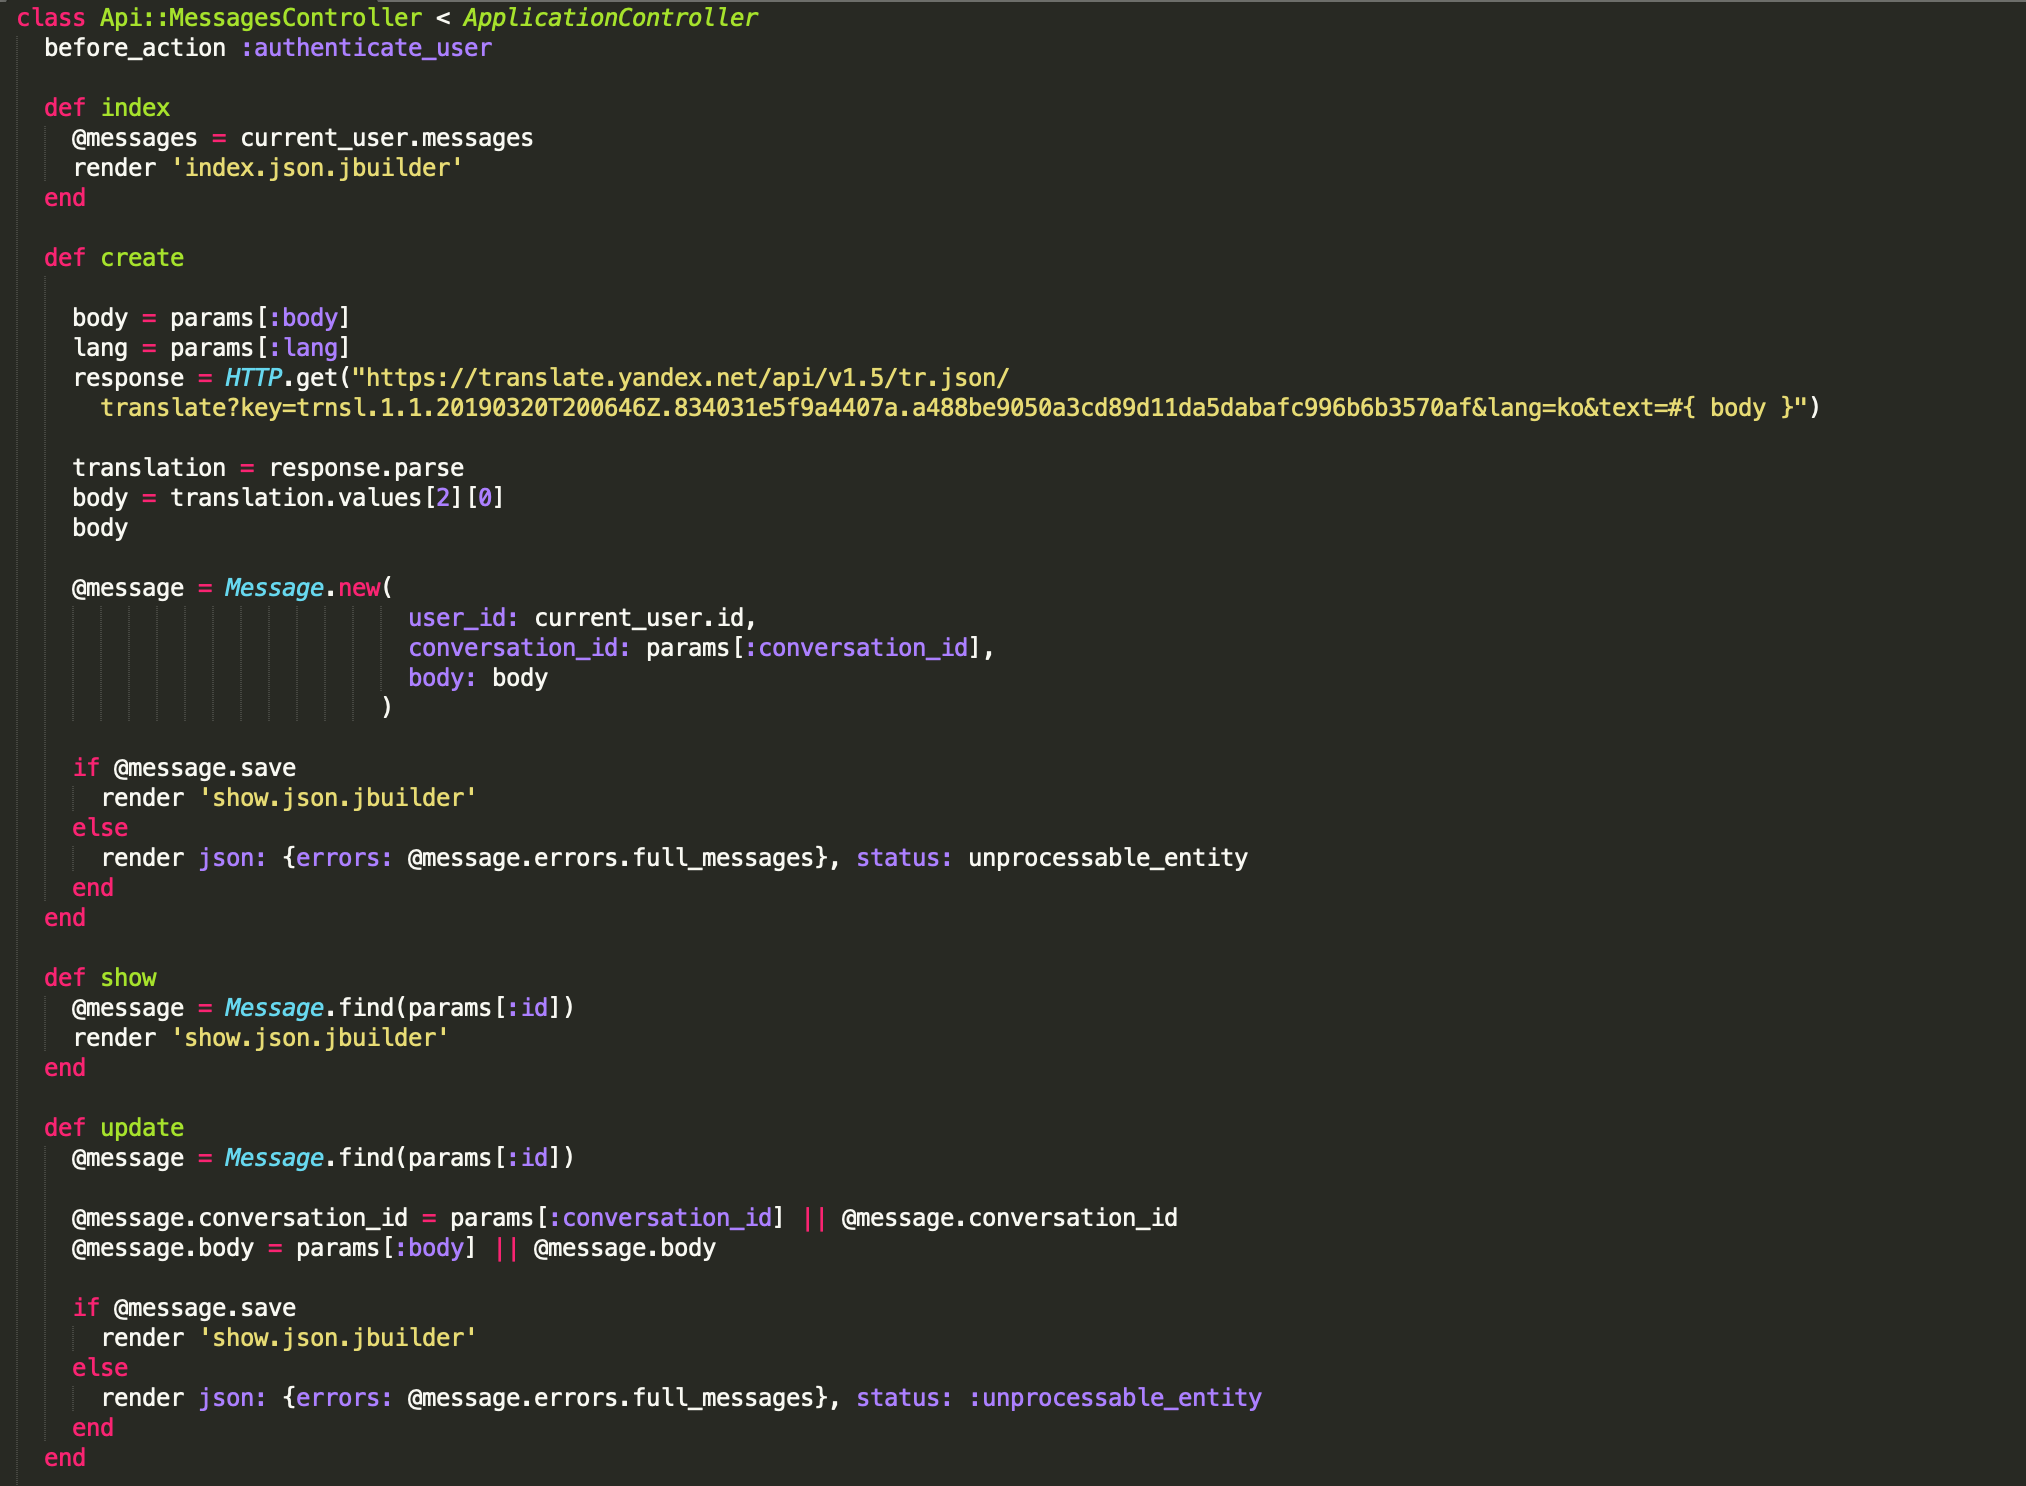 class Api::MessagesController < ApplicationController
  before_action :authenticate_user

  def index
    @messages = current_user.messages
    render 'index.json.jbuilder'
  end

  def create

    body = params[:body]
    lang = params[:lang]
    response = HTTP.get("https://translate.yandex.net/api/v1.5/tr.json/
      translate?key=trnsl.1.1.20190320T200646Z.834031e5f9a4407a.a488be9050a3cd89d11da5dabafc996b6b3570af&lang=ko&text=#{ body }")

    translation = response.parse
    body = translation.values[2][0]
    body

    @message = Message.new(
                            user_id: current_user.id,
                            conversation_id: params[:conversation_id],
                            body: body
                          )

    if @message.save
      render 'show.json.jbuilder'
    else
      render json: {errors: @message.errors.full_messages}, status: unprocessable_entity
    end
  end

  def show
    @message = Message.find(params[:id])
    render 'show.json.jbuilder'
  end

  def update
    @message = Message.find(params[:id])

    @message.conversation_id = params[:conversation_id] || @message.conversation_id
    @message.body = params[:body] || @message.body

    if @message.save
      render 'show.json.jbuilder'
    else
      render json: {errors: @message.errors.full_messages}, status: :unprocessable_entity
    end
  end